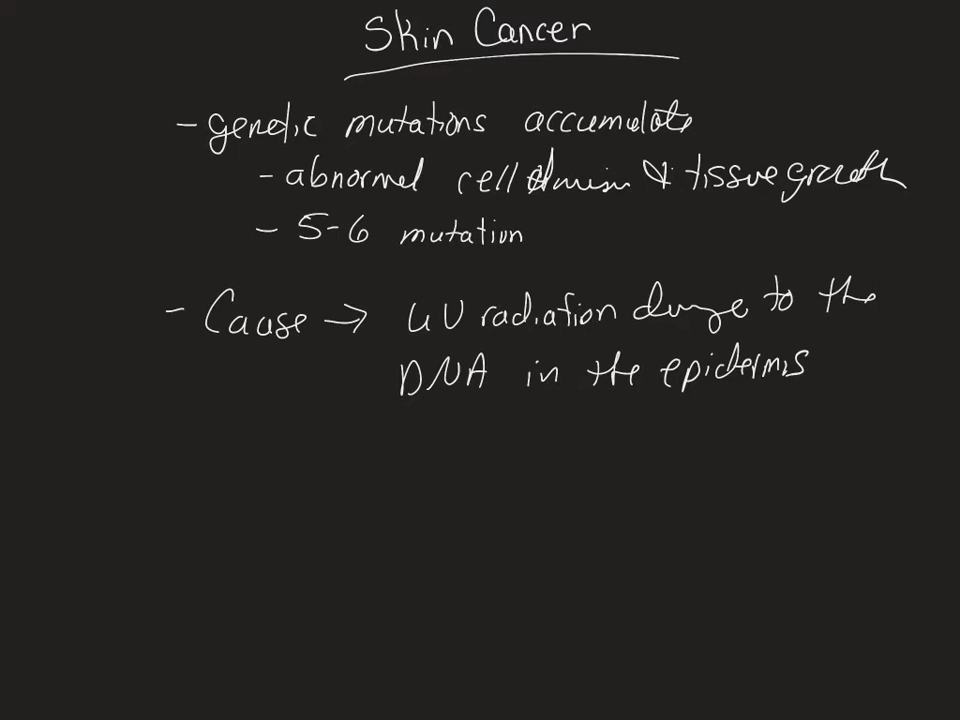 Skin Cancer
- genetic mutations accumulate
- abnormal cell division & tissue growth
- 5-6 mutation
- Cause → UV radiation damage to the
DNA in the epidermis